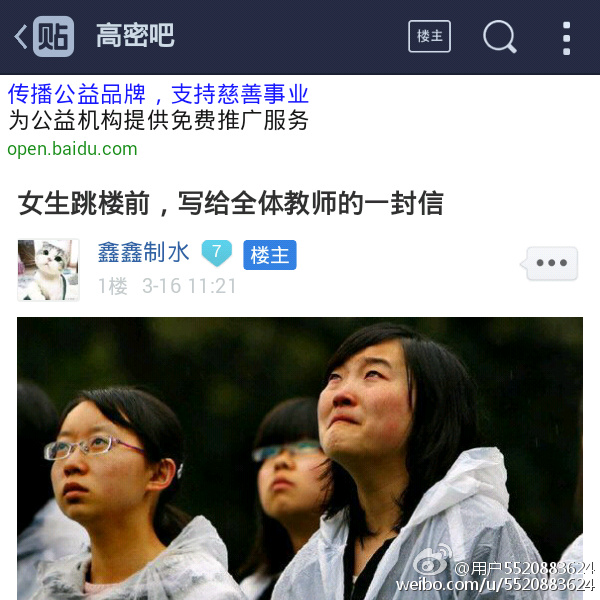 贴 高密吧 楼主
传播公益品牌，支持慈善事业
为公益机构提供免费推广服务
open.baidu.com
女生跳楼前，写给全体教师的一封信
鑫鑫制水 7 楼主
1楼 3-16 11:21
@用户5520883624
weibo.com/u/5520883624